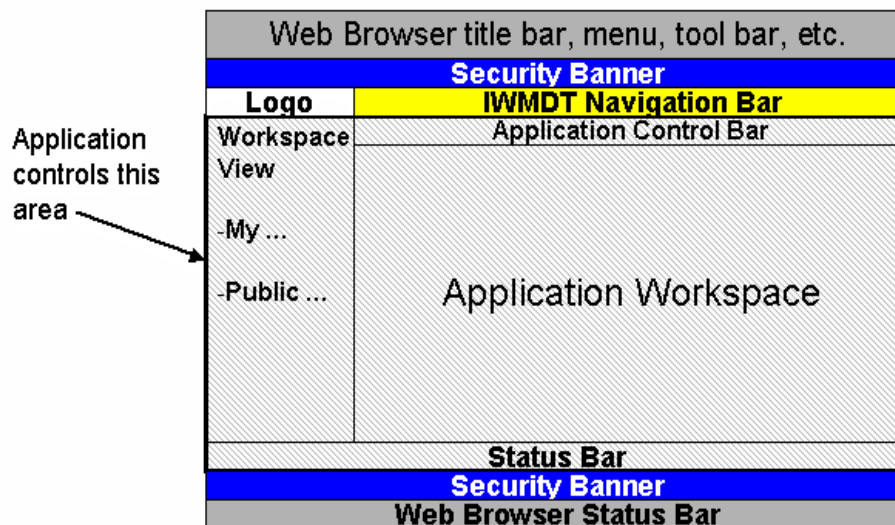 Web Browser title bar, menu, tool bar, etc.
Security Banner
Logo
IWMDT Navigation Bar
Application Control Bar
Application
controls this
area
Workspace
View
-My ...
-Public ...
Application Workspace
Status Bar
Security Banner
Web Browser Status Bar